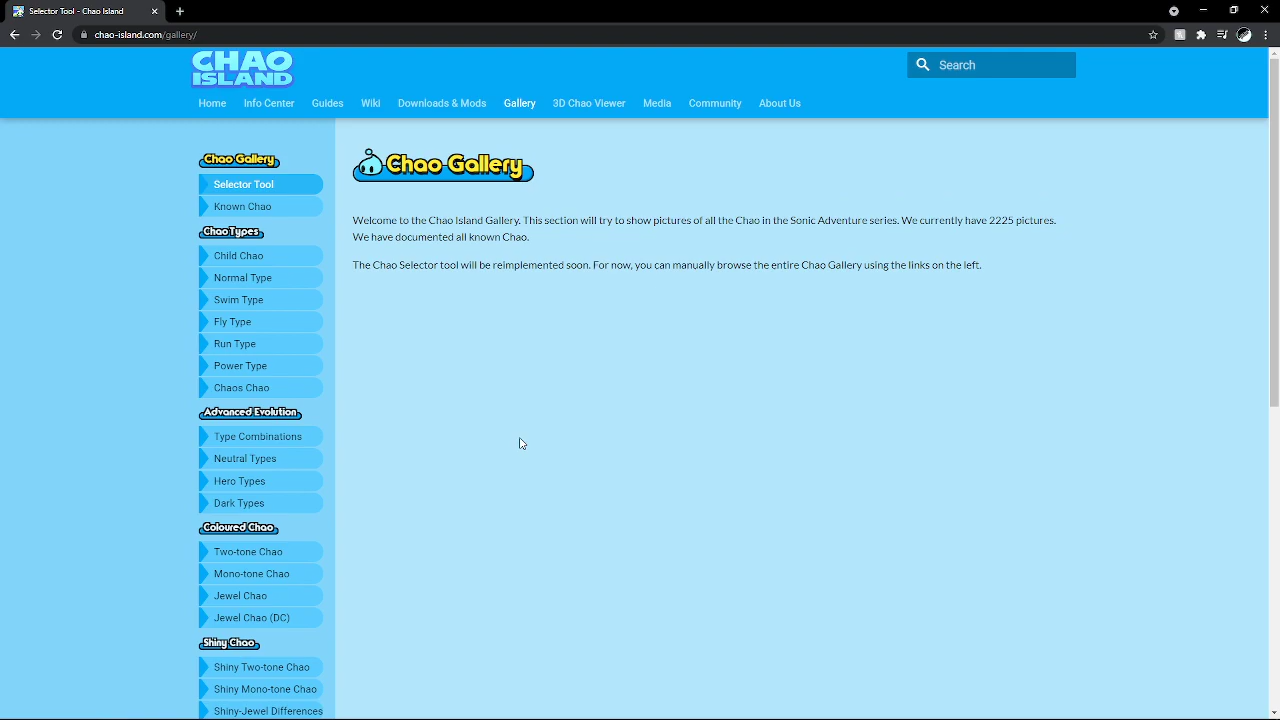 Selector Tool - Chao Island
chao-island.com/gallery/
CHAO
ISLAND
Search
Home Info Center Guides Wiki Downloads & Mods Gallery 3D Chao Viewer Media Community About Us
Chao Gallery
Selector Tool
Known Chao
Chao Types
Child Chao
Normal Type
Swim Type
Fly Type
Run Type
Power Type
Chaos Chao
Advanced Evolution
Type Combinations
Neutral Types
Hero Types
Dark Types
Coloured Chao
Two-tone Chao
Mono-tone Chao
Jewel Chao
Jewel Chao (DC)
Shiny Chao
Shiny Two-tone Chao
Shiny Mono-tone Chao
Shiny-Jewel Differences
Chao Gallery
Welcome to the Chao Island Gallery. This section will try to show pictures of all the Chao in the Sonic Adventure series. We currently have 2225 pictures.
We have documented all known Chao.
The Chao Selector tool will be reimplemented soon. For now, you can manually browse the entire Chao Gallery using the links on the left.